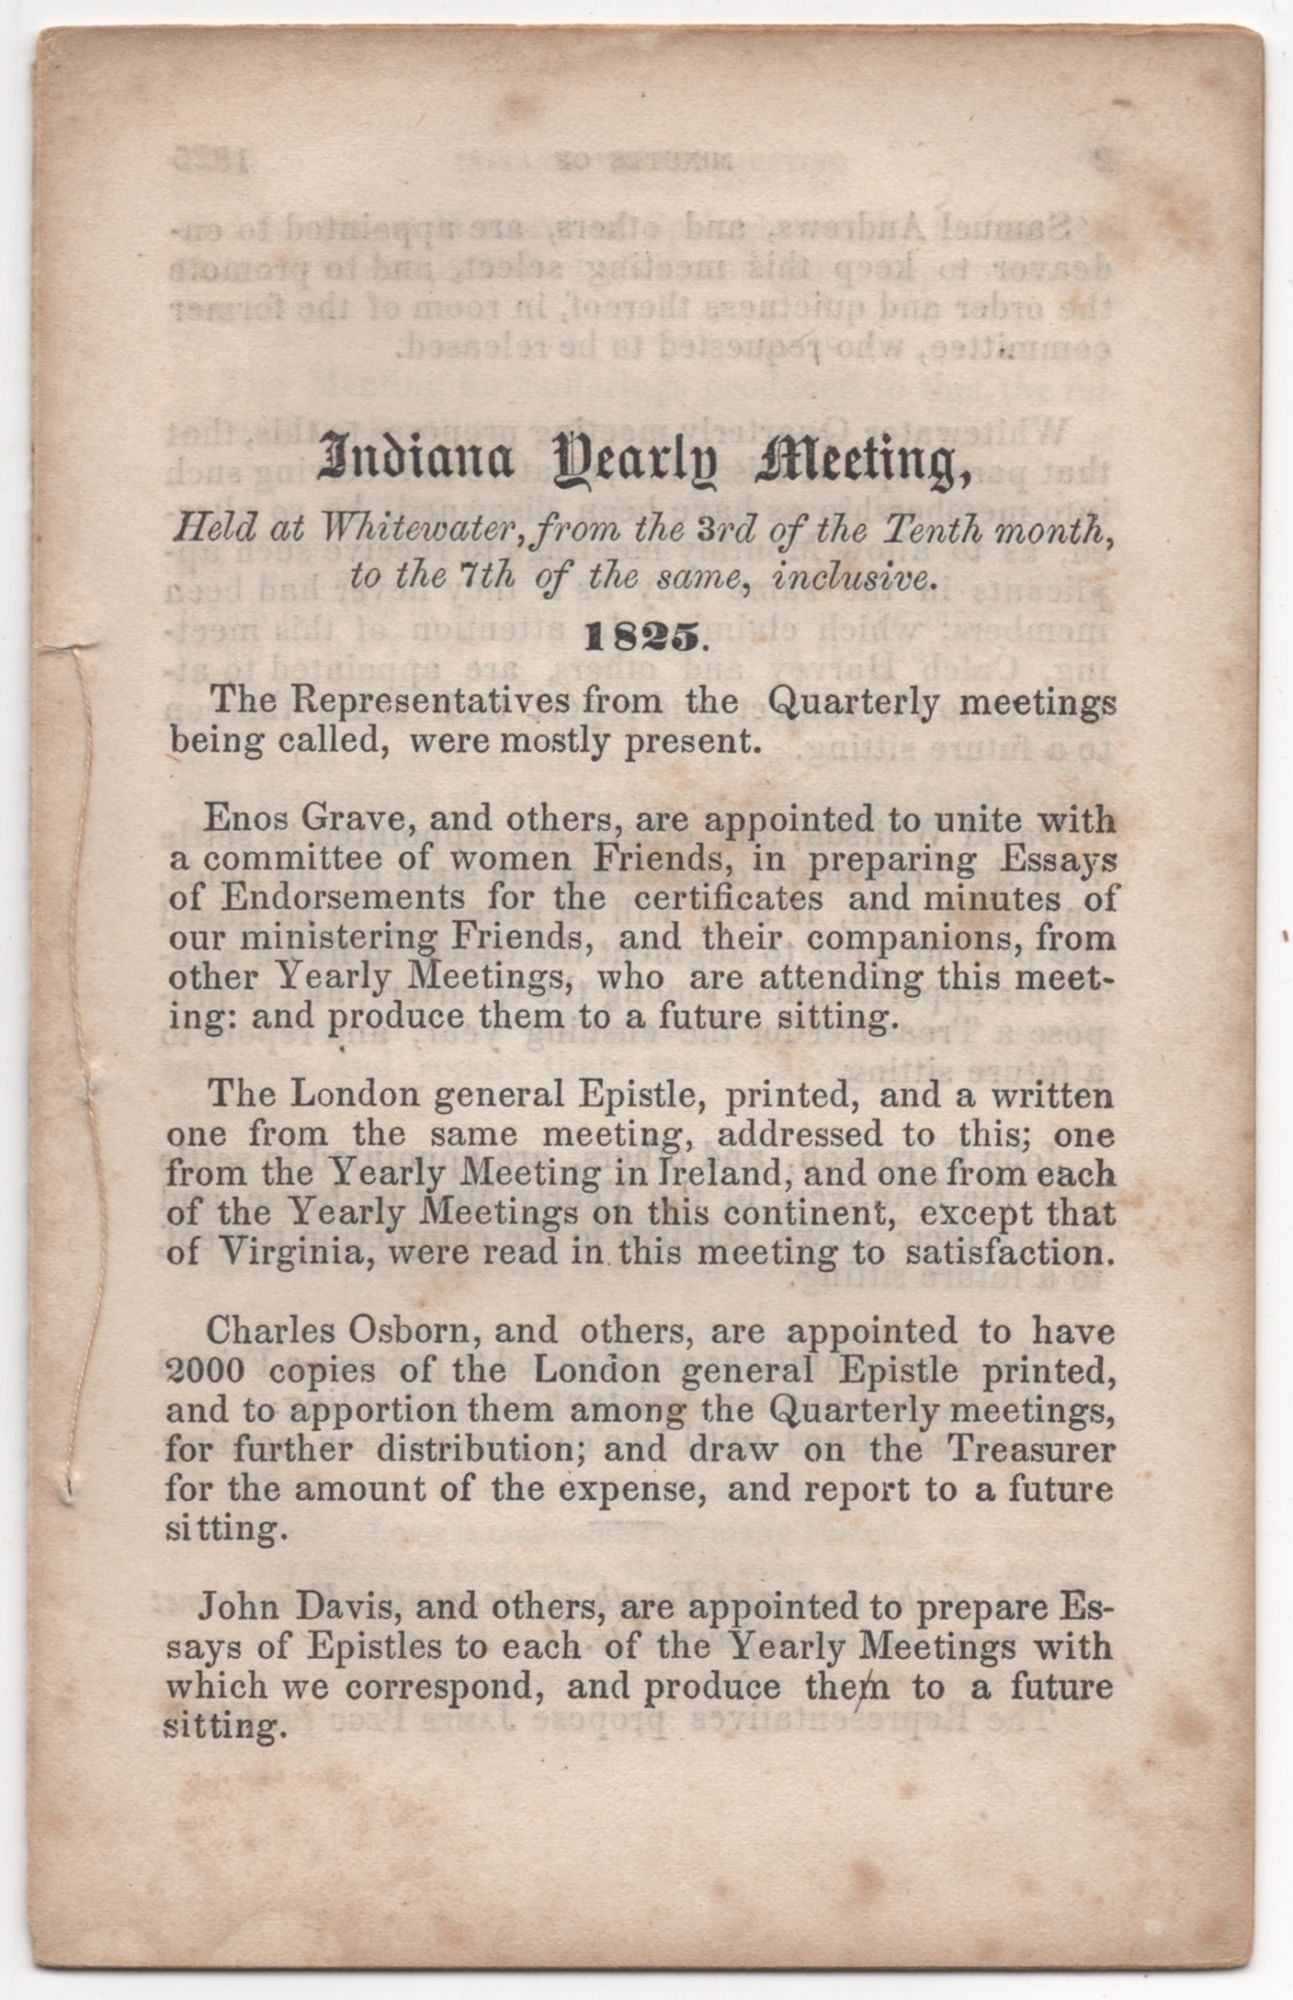 Indiana Yearly Meeting,
Held at Whitewater, from the 3rd of the Tenth month,
to the 7th of the same, inclusive.
1825.
The Representatives from the Quarterly meetings
being called, were mostly present.
Enos Grave, and others, are appointed to unite with
a committee of women Friends, in preparing Essays
of Endorsements for the certificates and minutes of
our ministering Friends, and their companions, from
other Yearly Meetings, who are attending this meet-
ing: and produce them to a future sitting.
The London general Epistle, printed, and a written
one from the same meeting, addressed to this; one
from the Yearly Meeting in Ireland, and one from each
of the Yearly Meetings on this continent, except that
of Virginia, were read in this meeting to satisfaction.
Charles Osborn, and others, are appointed to have
2000 copies of the London general Epistle printed,
and to apportion them among the Quarterly meetings,
for further distribution; and draw on the Treasurer
for the amount of the expense, and report to a future
sitting.
John Davis, and others, are appointed to prepare Es-
says of Epistles to each of the Yearly Meetings with
which we correspond, and produce them to a future
sitting.